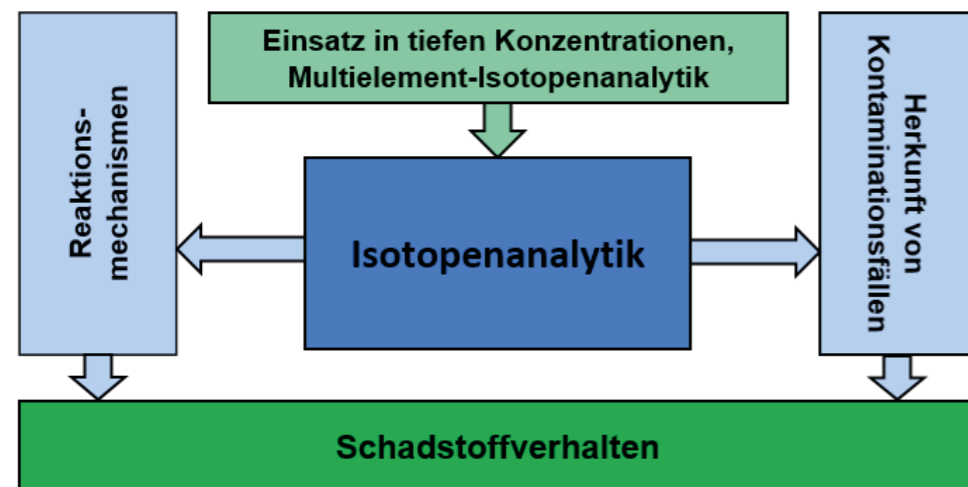 Einsatz in tiefen Konzentrationen,
Multielement-Isotopenanalytik
Reaktions-
mechanismen
Isotopenanalytik
Herkunft von
Kontaminationsfällen
Schadstoffverhalten